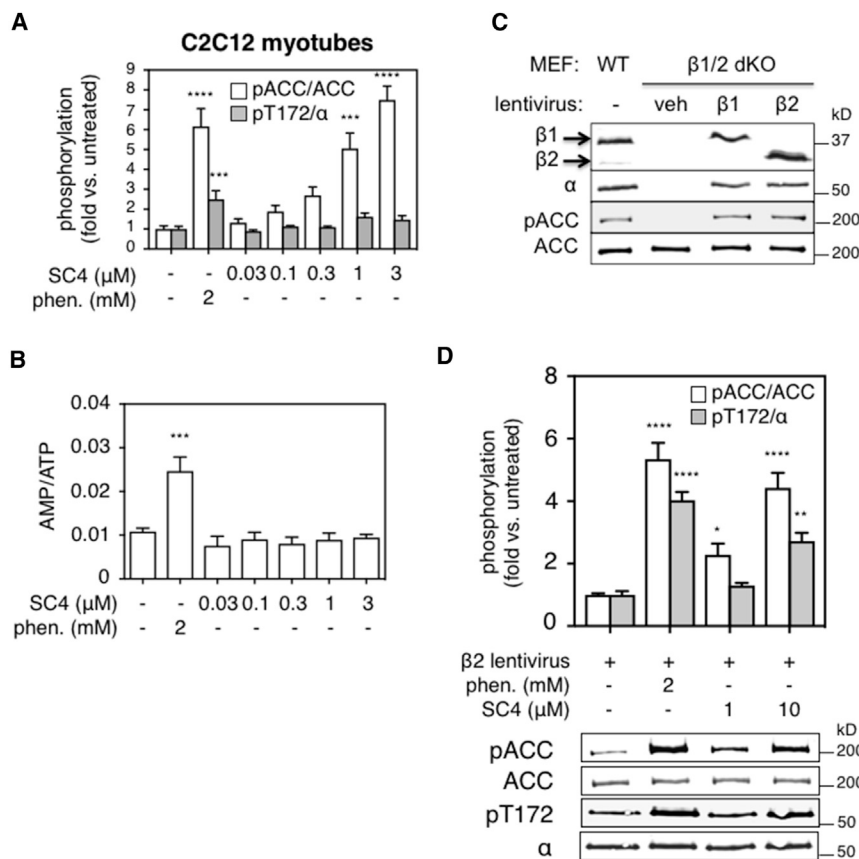 A
C2C12 myotubes
phosphorylation
(fold vs. untreated)
9
8
7
6
5
4
3
2
1
0
pACC/ACC
pT172/α
****
***
***
****
SC4 (µM) - - 0.03 0.1 0.3 1 3
phen. (mM) - 2 - - - - -
B
AMP/ATP
0.04
0.03
0.02
0.01
0
***
SC4 (µM) - - 0.03 0.1 0.3 1 3
phen. (mM) - 2 - - - - -
C
MEF: WT β1/2 dKO
lentivirus: - veh β1 β2
kD
β1 37
β2
α 50
pACC 200
ACC 200
D
phosphorylation
(fold vs. untreated)
8
6
4
2
0
pACC/ACC
pT172/α
****
****
*
****
**
β2 lentivirus + + + +
phen. (mM) - 2 - -
SC4 (µM) - - 1 10
kD
pACC 200
ACC 200
pT172 50
α 50